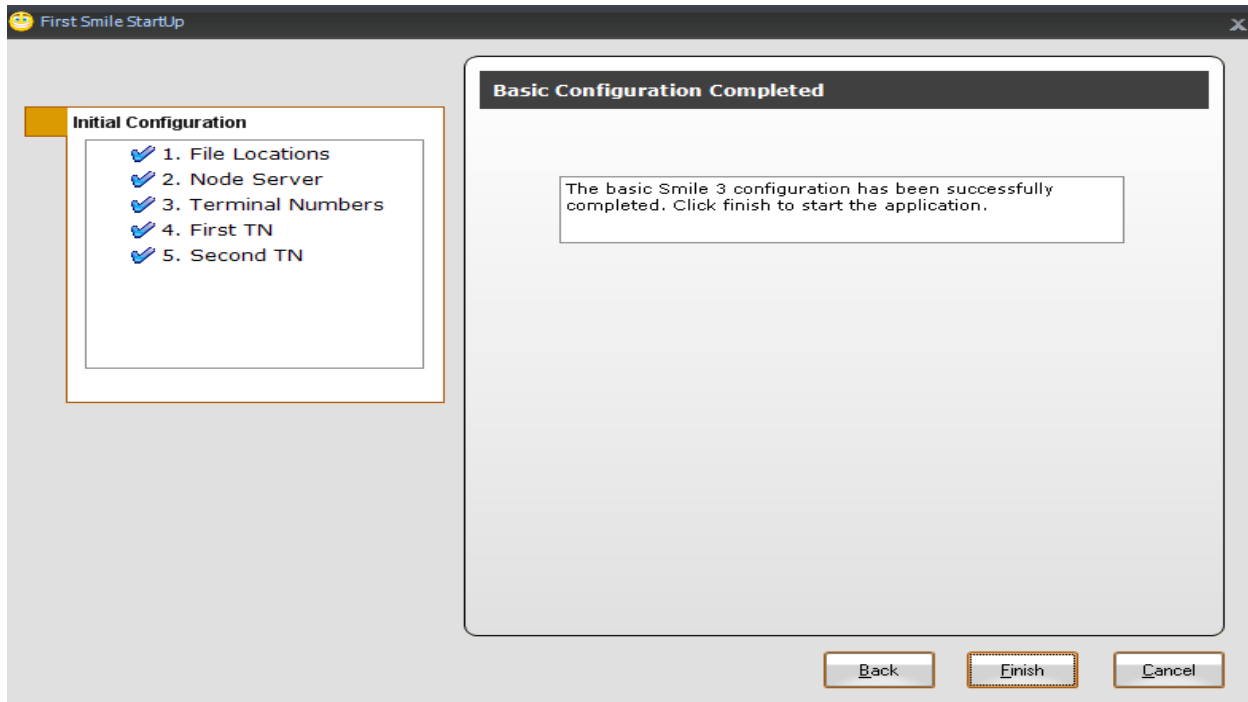 First Smile StartUp
x
Initial Configuration
1. File Locations
2. Node Server
3. Terminal Numbers
4. First TN
5. Second TN
Basic Configuration Completed
The basic Smile 3 configuration has been successfully
completed. Click finish to start the application.
Back
Finish
Cancel